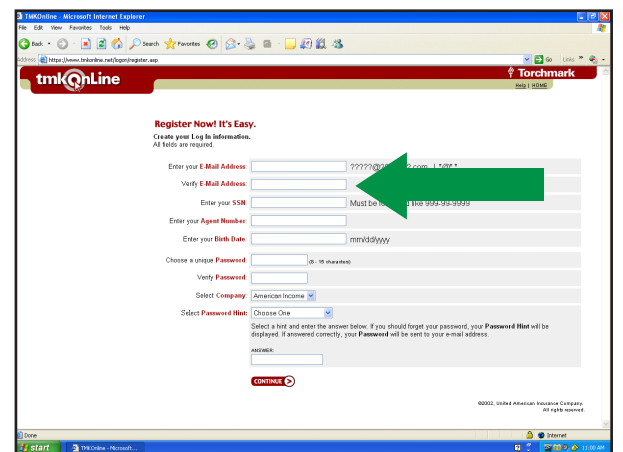 TMKOnline - Microsoft Internet Explorer
File Edit View Favorites Tools Help
Back Search Favorites
Address https://www.tmkonline.net/logon/register.asp Go Links »
tmkOnLine Torchmark
Help | HOME
Register Now! It's Easy.
Create your Log In information.
All fields are required.
Enter your E-Mail Address:
Verify E-Mail Address:
Enter your SSN: Must be 999-99-9999
Enter your Agent Number:
Enter your Birth Date: mm/dd/yyyy
Choose a unique Password: (8 - 16 characters)
Verify Password:
Select Company: American Income
Select Password Hint: Choose One
Select a hint and enter the answer below. If you should forget your password, your Password Hint will be
displayed. If answered correctly, your Password will be sent to your e-mail address.
ANSWER:
CONTINUE
©2002, United American Insurance Company.
All rights reserved.
Done Internet
start TMKOnline - Microsoft... 11:00 AM